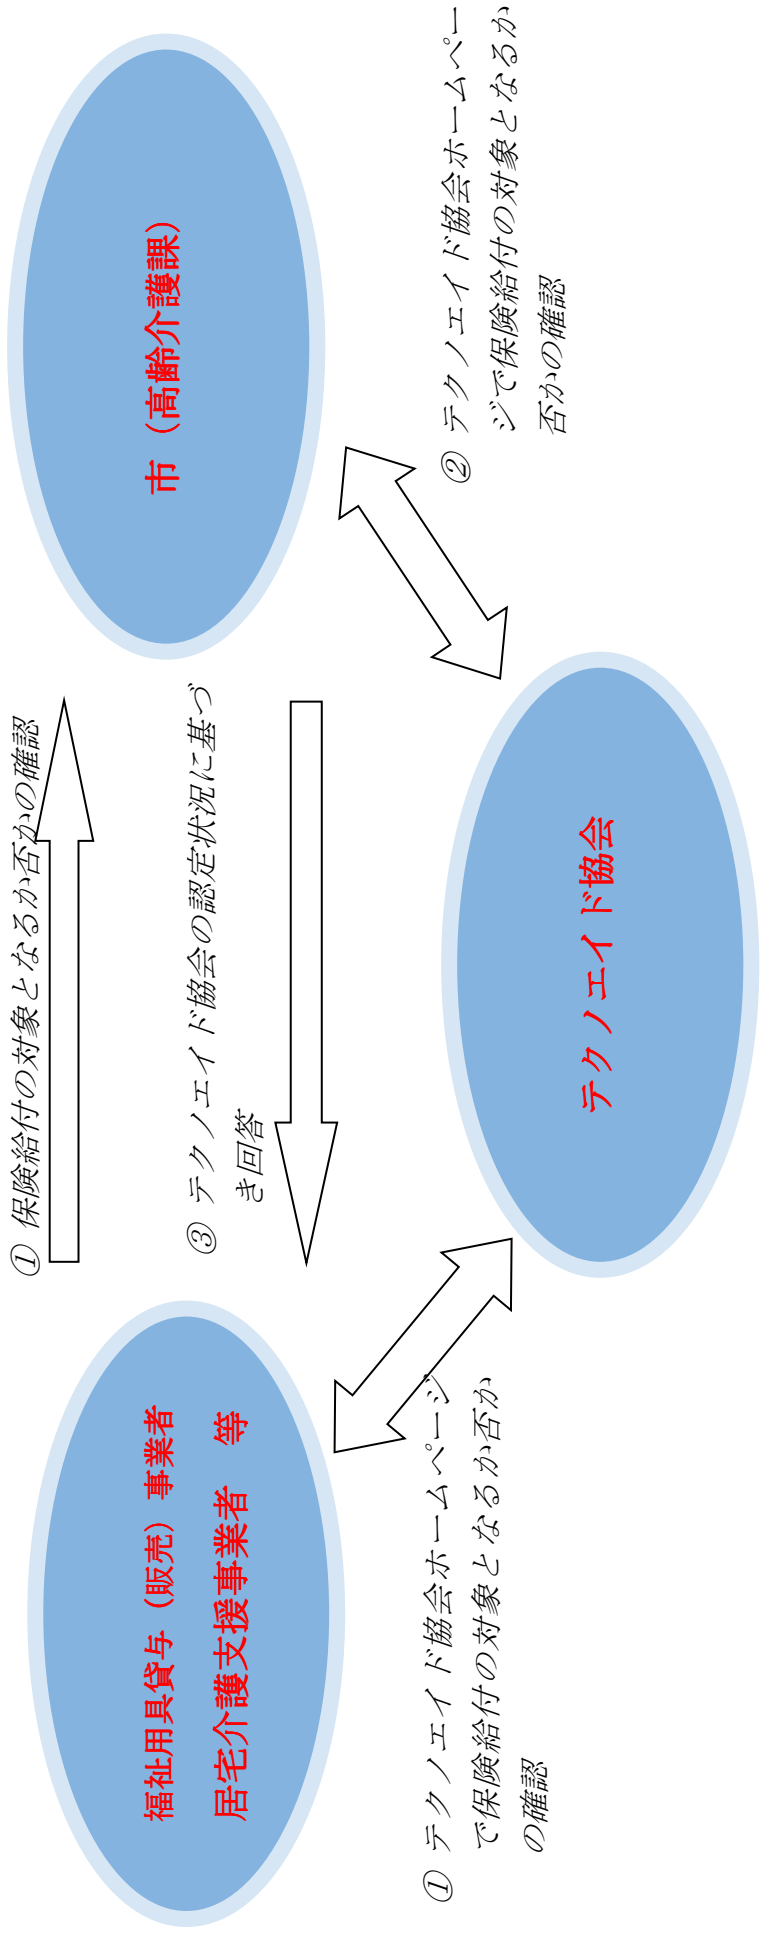 ① 保険給付の対象となるか否かの確認
福祉用具貸与（販売）事業者
居宅介護支援事業者　等
市（高齢介護課）
③ テクノエイド協会の認定状況に基づ
き回答
① テクノエイド協会ホームページ
で保険給付の対象となるか否か
の確認
② テクノエイド協会ホームペー
ジで保険給付の対象となるか
否かの確認
テクノエイド協会